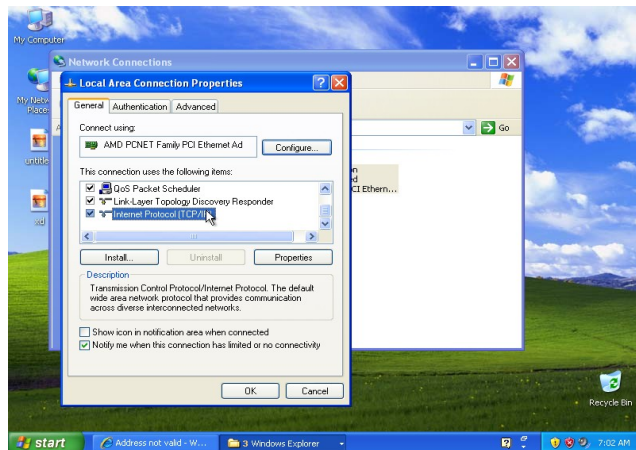 My Computer
Network Connections
Local Area Connection Properties
My Netw
Places
General Authentication Advanced
Connect using:
Go
AMD PCNET Family PCI Ethernet Ad Configure...
This connection uses the following items:
CI Ethern...
QoS Packet Scheduler
Link-Layer Topology Discovery Responder
Internet Protocol (TCP/I
Install... Uninstall Properties
Description
Transmission Control Protocol/Internet Protocol. The default
wide area network protocol that provides communication
across diverse interconnected networks.
Show icon in notification area when connected
Notify me when this connection has limited or no connectivity
OK Cancel
Recycle Bin
start Address not valid - W... 3 Windows Explorer 7:02 AM